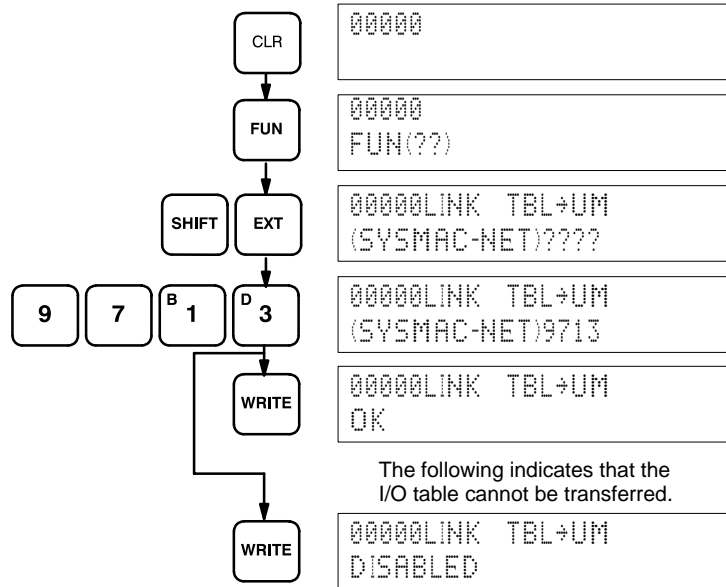 CLR
00000
FUN
00000
FUN(??)
SHIFT
EXT
00000LINK TBL→UM
(SYSMAC-NET)????
9
7
B 1
D 3
00000LINK TBL→UM
(SYSMAC-NET)9713
WRITE
00000LINK TBL→UM
OK
The following indicates that the
I/O table cannot be transferred.
WRITE
00000LINK TBL→UM
DISABLED